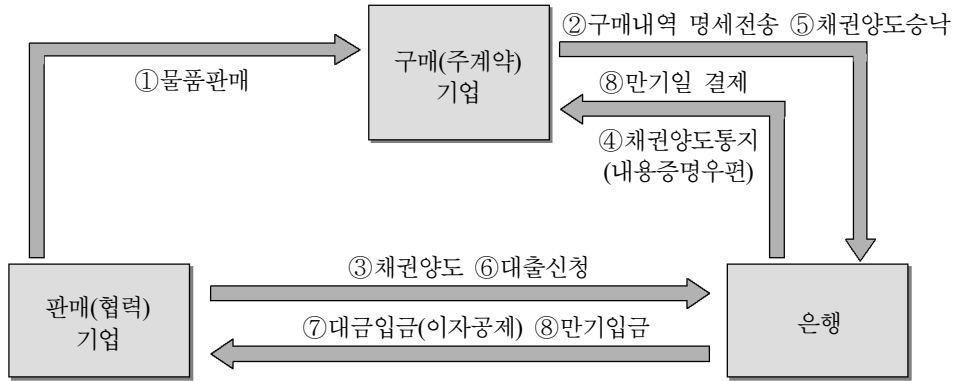 ②구매내역 명세전송 ⑤채권양도승낙
구매(주계약)
기업
①물품판매
⑧만기일 결제
④채권양도통지
(내용증명우편)
③채권양도 ⑥대출신청
판매(협력)
기업
은행
⑦대금입금(이자공제) ⑧만기입금